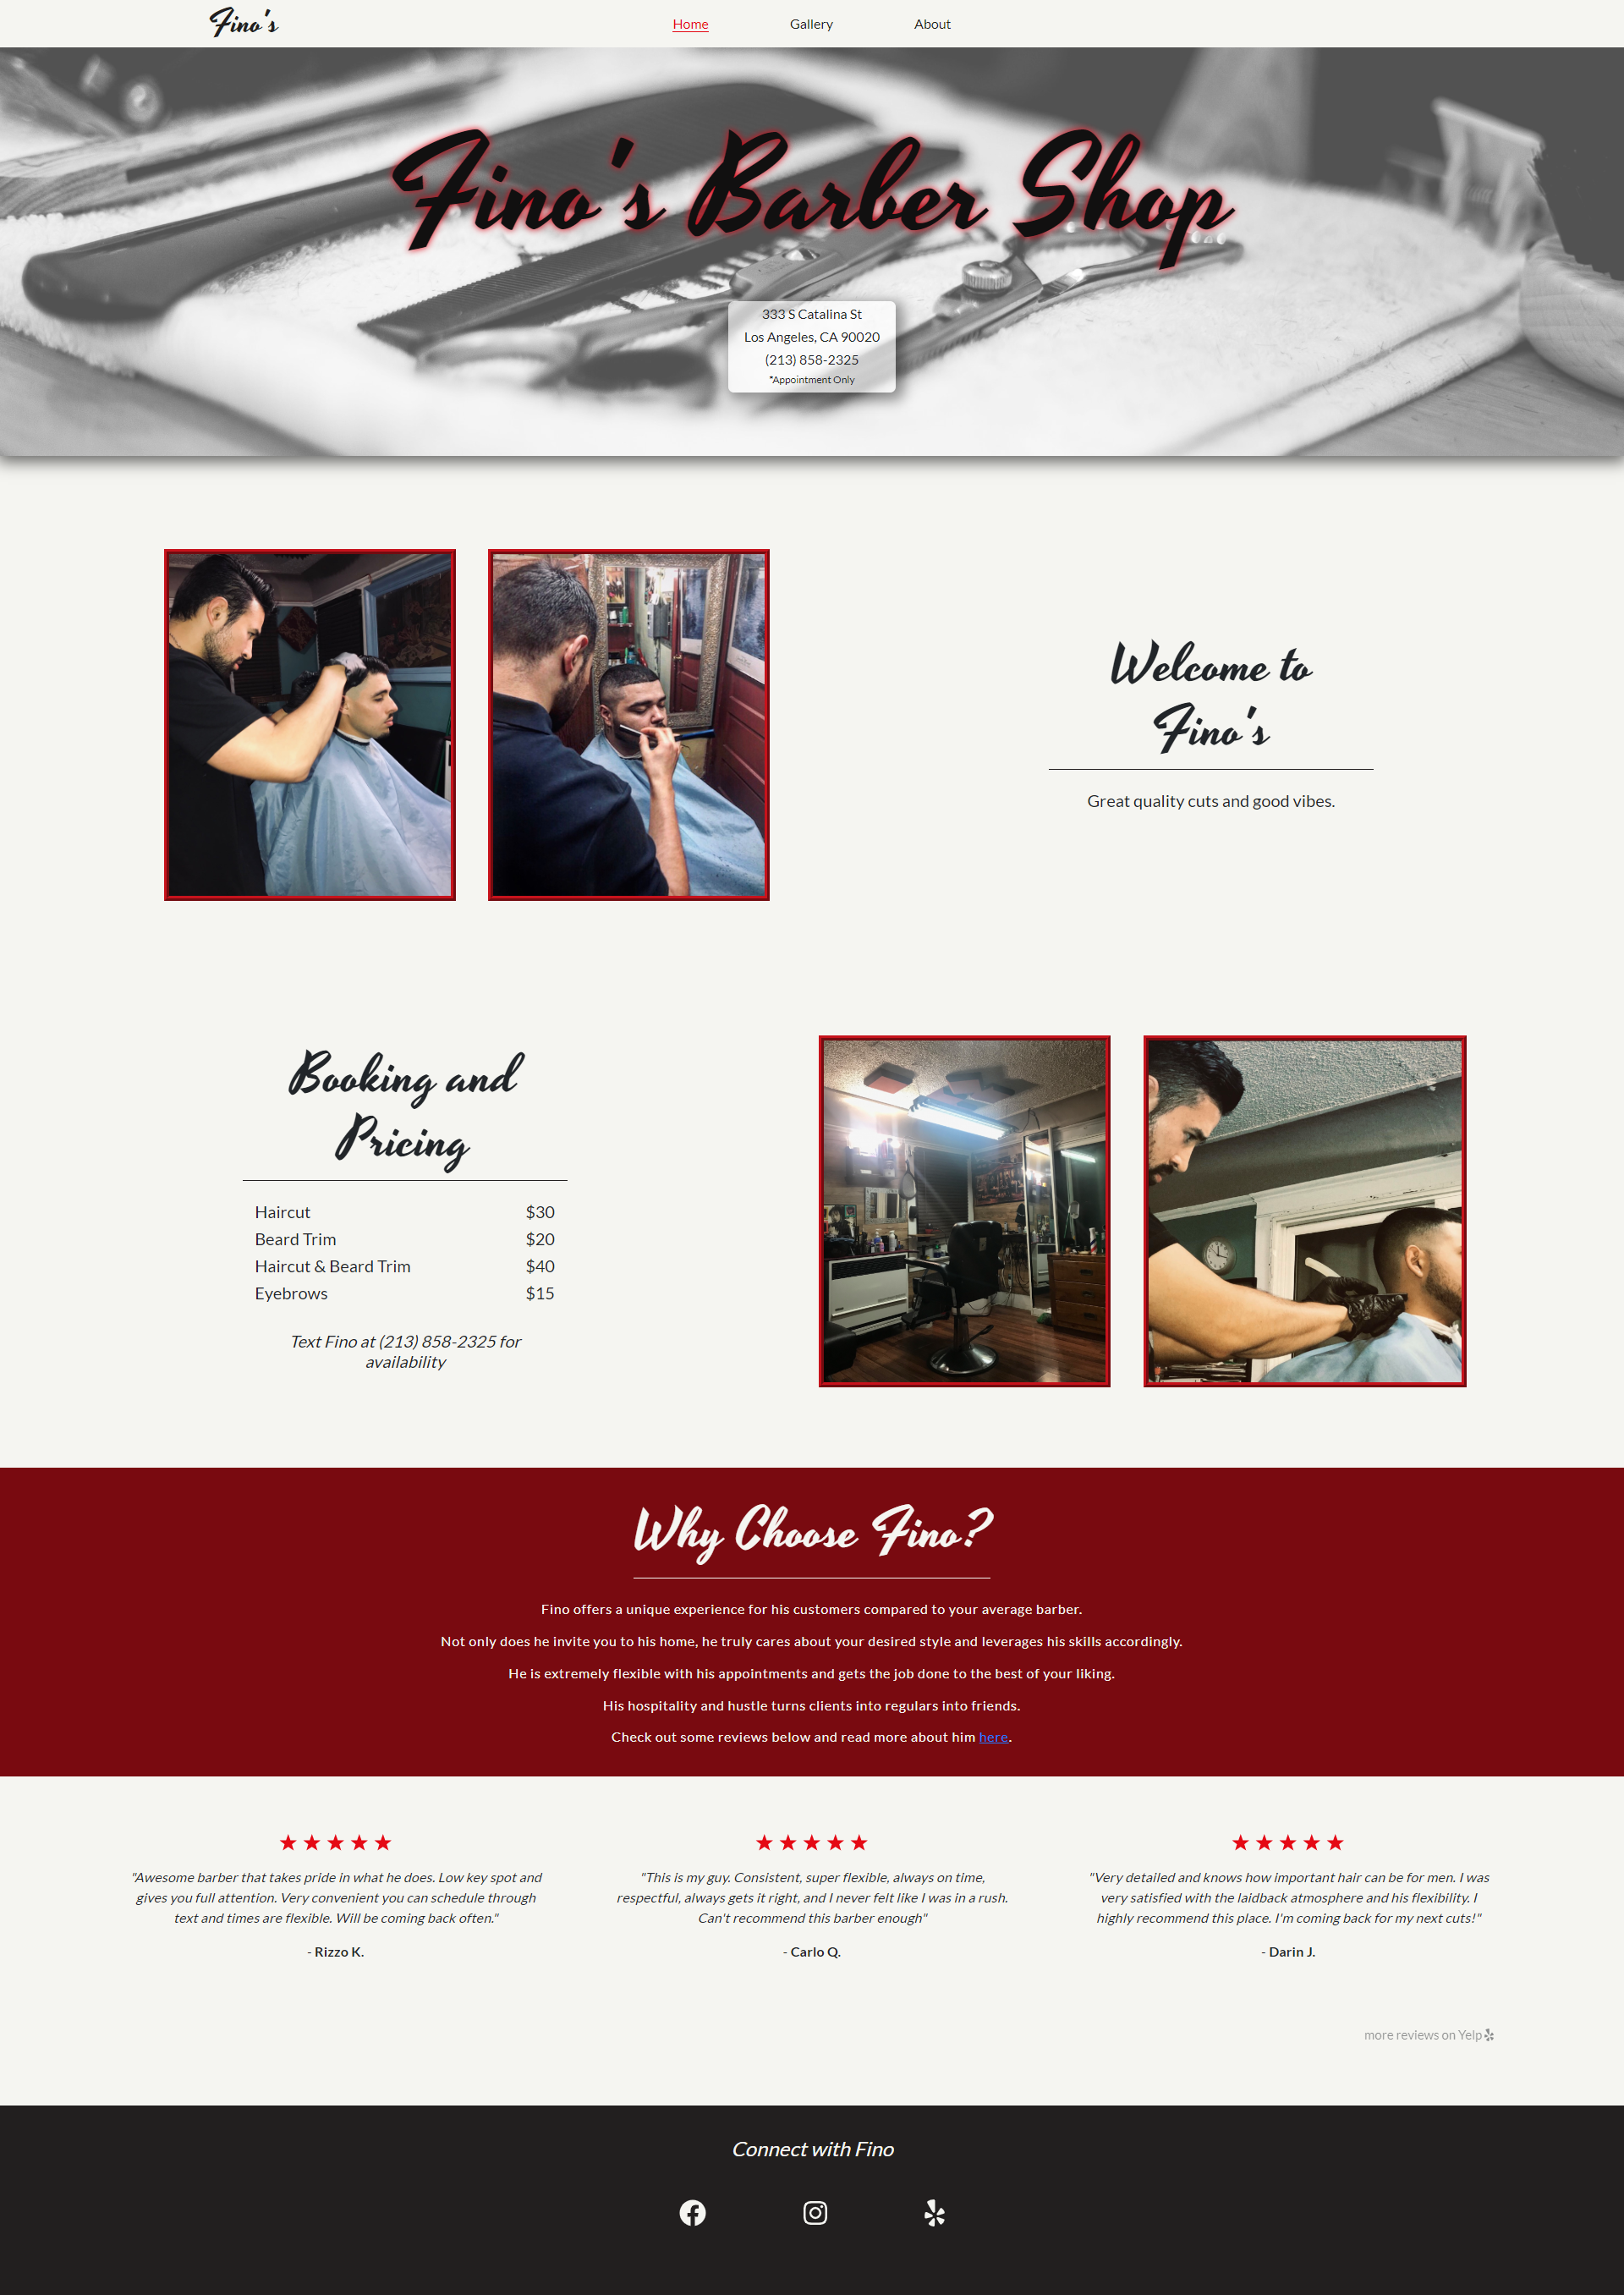 Fino's
Home
Gallery
About
Fino's Barber Shop
333 S Catalina St
Los Angeles, CA 90020
(213) 858-2325
*Appointment Only
Welcome to
Fino's
Great quality cuts and good vibes.
Booking and
Pricing
Haircut $30
Beard Trim $20
Haircut & Beard Trim $40
Eyebrows $15
Text Fino at (213) 858-2325 for
availability
Why Choose Fino?
Fino offers a unique experience for his customers compared to your average barber.
Not only does he invite you to his home, he truly cares about your desired style and leverages his skills accordingly.
He is extremely flexible with his appointments and gets the job done to the best of your liking.
His hospitality and hustle turns clients into regulars into friends.
Check out some reviews below and read more about him here.
"Awesome barber that takes pride in what he does. Low key spot and
gives you full attention. Very convenient you can schedule through
text and times are flexible. Will be coming back often."
- Rizzo K.
"This is my guy. Consistent, super flexible, always on time,
respectful, always gets it right, and I never felt like I was in a rush.
Can't recommend this barber enough"
- Carlo Q.
"Very detailed and knows how important hair can be for men. I was
very satisfied with the laidback atmosphere and his flexibility. I
highly recommend this place. I'm coming back for my next cuts!"
- Darin J.
more reviews on Yelp
Connect with Fino